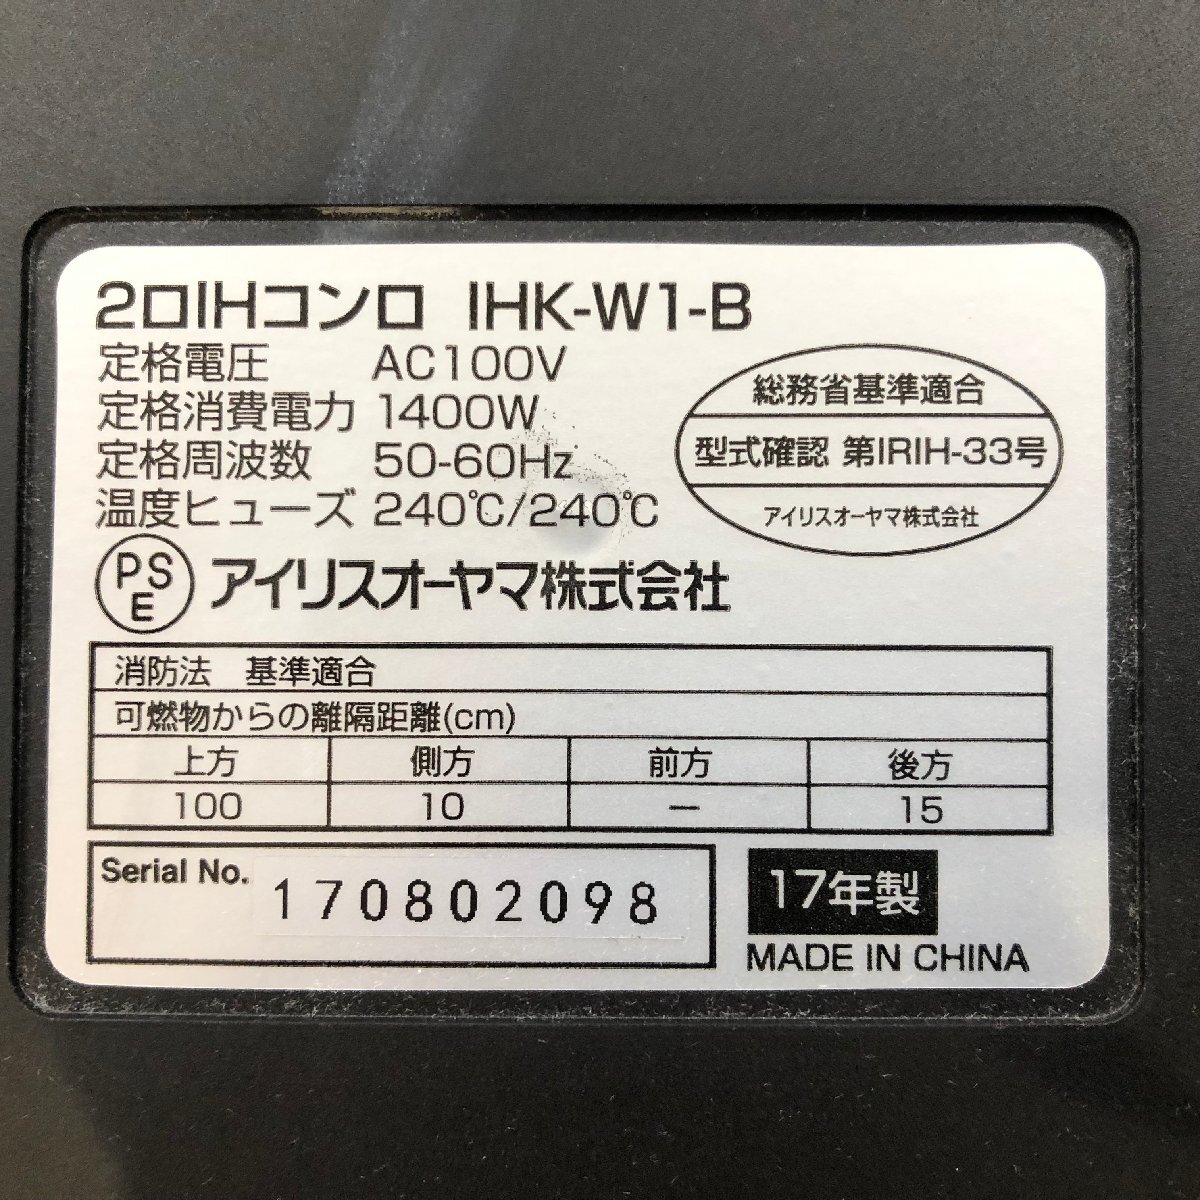 2口IHコンロ IHK-W1-B
定格電圧 AC100V
定格消費電力 1400W
定格周波数 50-60Hz
温度ヒューズ 240℃/240℃
総務省基準適合
型式確認 第IRIH-33号
アイリスオーヤマ株式会社
PSE アイリスオーヤマ株式会社
消防法 基準適合
可燃物からの離隔距離(cm)
上方 側方 前方 後方
100 10 ー 15
Serial No. 170802098
17年製
MADE IN CHINA